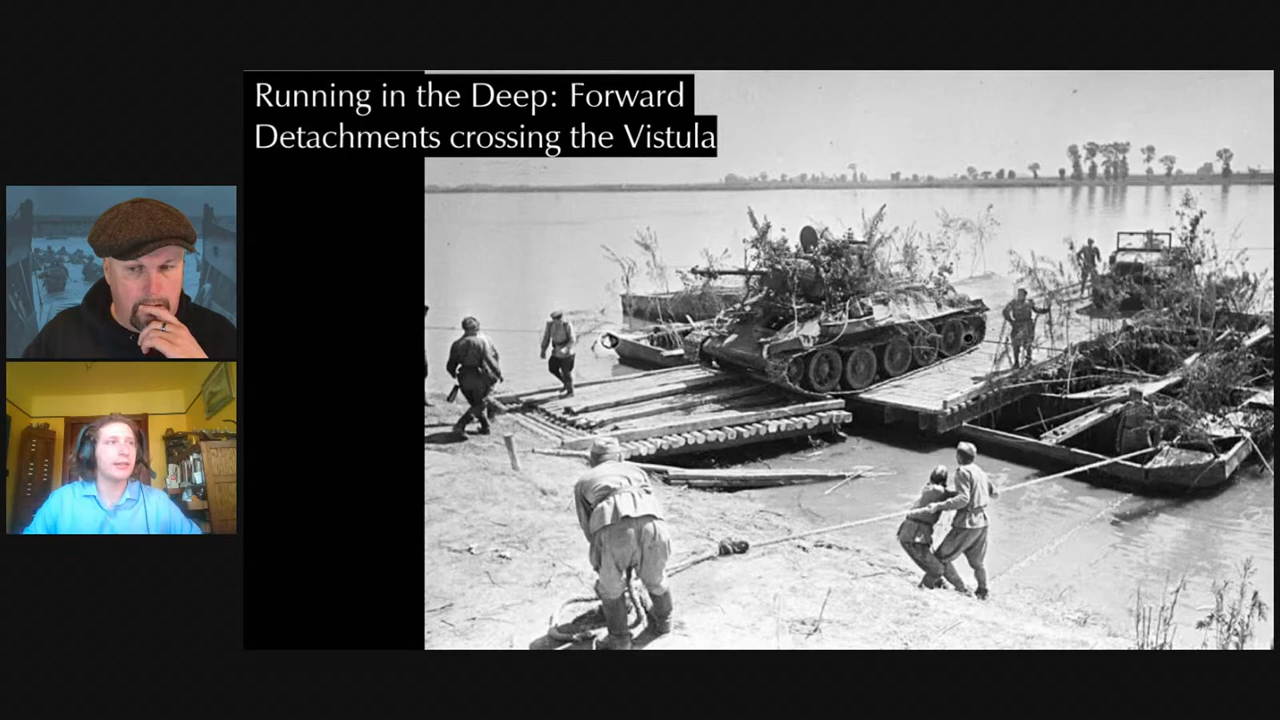 Running in the Deep: Forward
Detachments crossing the Vistula